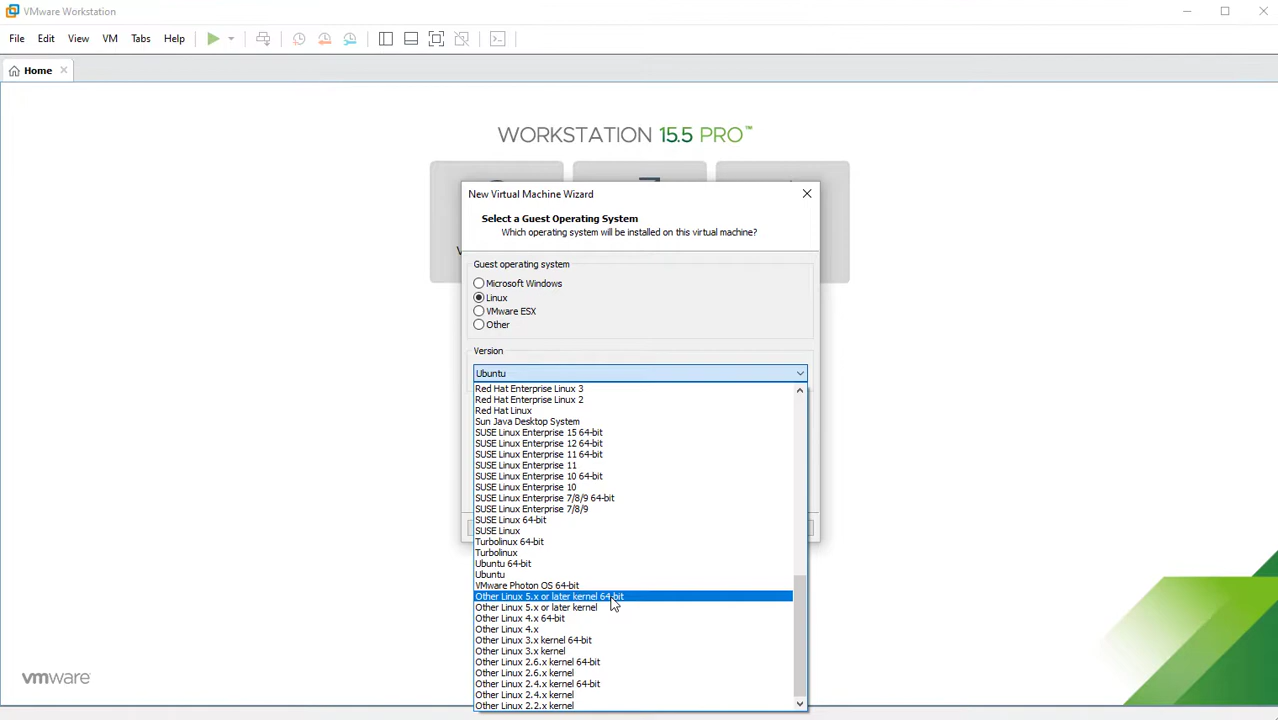 VMware Workstation
File Edit View VM Tabs Help
Home
WORKSTATION 15.5 PRO™
New Virtual Machine Wizard
Select a Guest Operating System
Which operating system will be installed on this virtual machine?
Guest operating system
Microsoft Windows
Linux
VMware ESX
Other
Version
Ubuntu
Red Hat Enterprise Linux 3
Red Hat Enterprise Linux 2
Red Hat Linux
Sun Java Desktop System
SUSE Linux Enterprise 15 64-bit
SUSE Linux Enterprise 12 64-bit
SUSE Linux Enterprise 11 64-bit
SUSE Linux Enterprise 11
SUSE Linux Enterprise 10 64-bit
SUSE Linux Enterprise 10
SUSE Linux Enterprise 7/8/9 64-bit
SUSE Linux Enterprise 7/8/9
SUSE Linux 64-bit
SUSE Linux
Turbolinux 64-bit
Turbolinux
Ubuntu 64-bit
Ubuntu
VMware Photon OS 64-bit
Other Linux 5.x or later kernel 64-bit
Other Linux 5.x or later kernel
Other Linux 4.x 64-bit
Other Linux 4.x
Other Linux 3.x kernel 64-bit
Other Linux 3.x kernel
Other Linux 2.6.x kernel 64-bit
Other Linux 2.6.x kernel
Other Linux 2.4.x kernel 64-bit
Other Linux 2.4.x kernel
Other Linux 2.2.x kernel
vmware